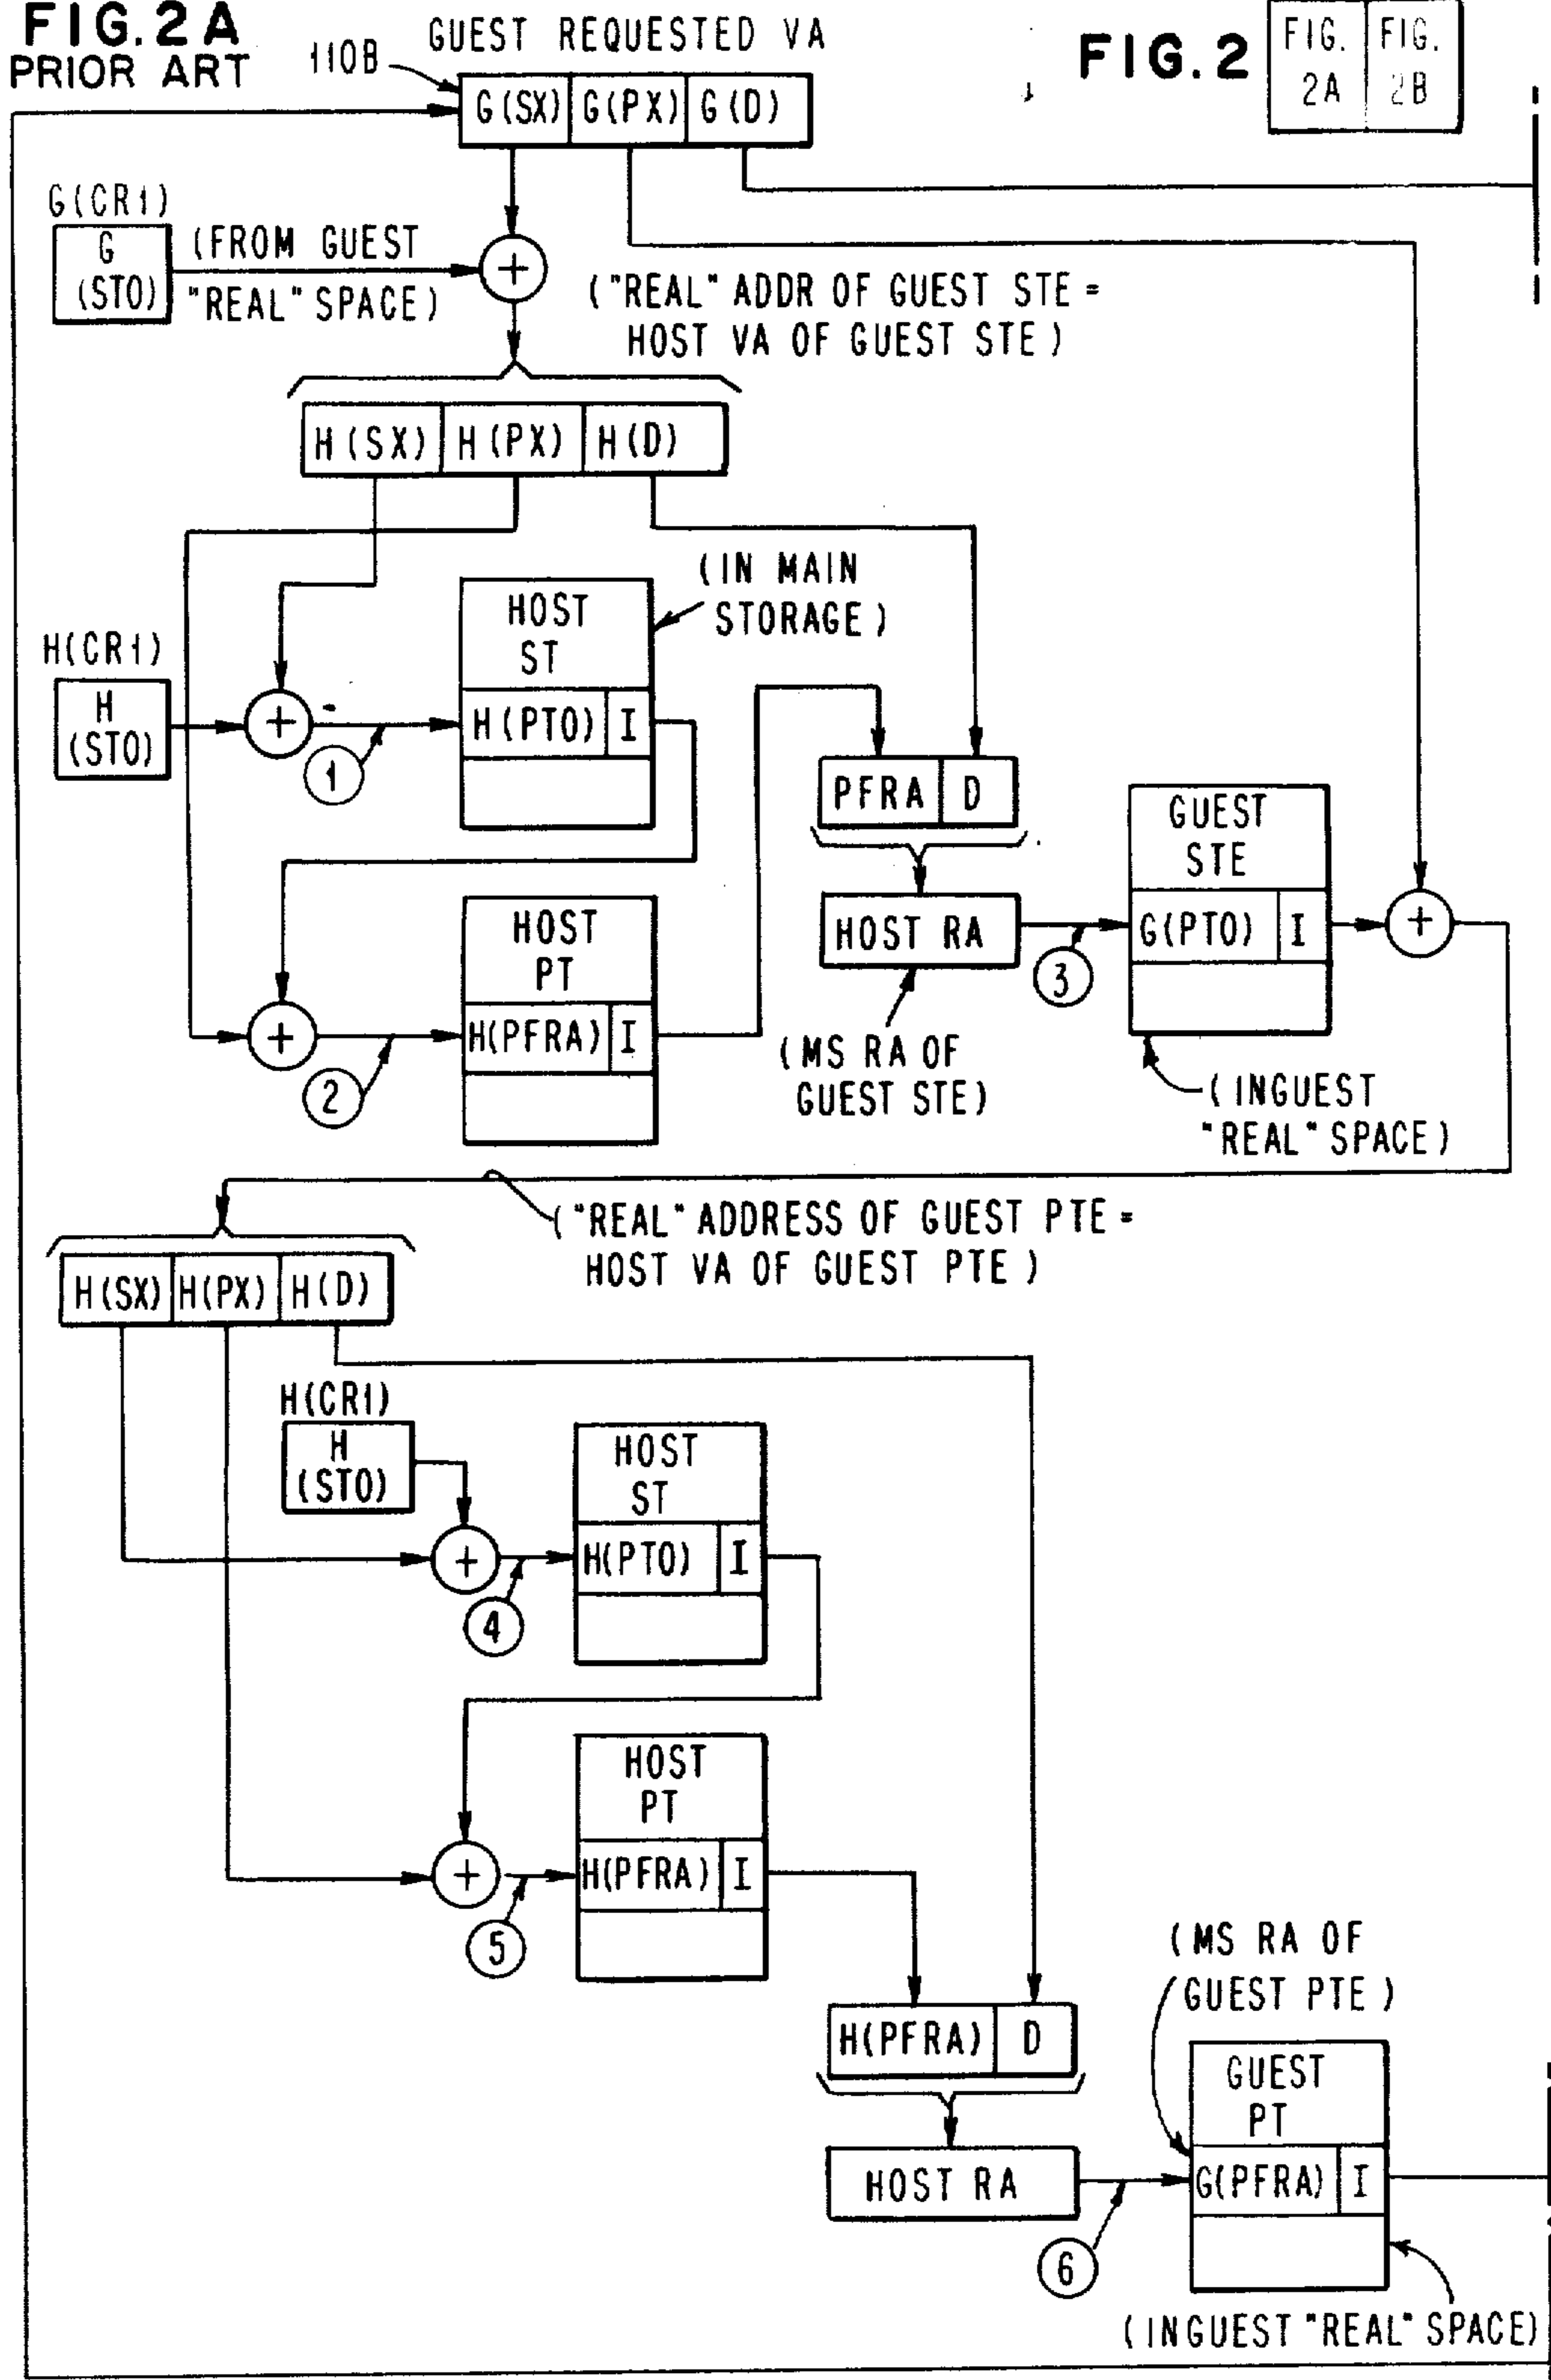 FIG. 2A
PRIOR ART
110B
GUEST REQUESTED VA
FIG. 2
FIG. 2A
FIG. 2B
G(SX) G(PX) G(D)
G(CR1)
G
(STO)
(FROM GUEST
"REAL" SPACE)
+
("REAL" ADDR OF GUEST STE =
HOST VA OF GUEST STE)
H(SX) H(PX) H(D)
(IN MAIN
STORAGE)
HOST
ST
H(CR1)
H
(STO)
+
1
H(PTO) I
PFRA D
GUEST
STE
HOST
PT
HOST RA
3
G(PTO) I
+
+
2
H(PFRA) I
(MS RA OF
GUEST STE)
(INGUEST
"REAL" SPACE)
("REAL" ADDRESS OF GUEST PTE =
HOST VA OF GUEST PTE)
H(SX) H(PX) H(D)
H(CR1)
H
(STO)
HOST
ST
+
4
H(PTO) I
HOST
PT
+
5
H(PFRA) I
(MS RA OF
GUEST PTE)
H(PFRA) D
GUEST
PT
HOST RA
6
G(PFRA) I
(INGUEST "REAL" SPACE)